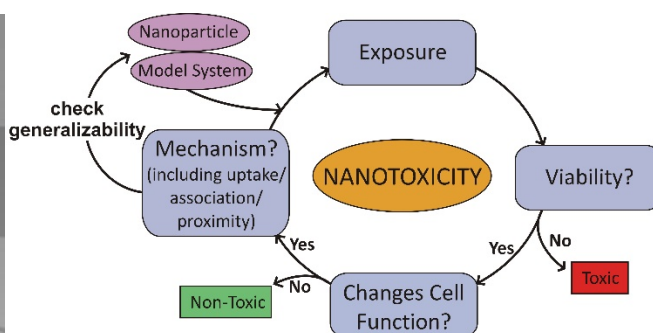 Nanoparticle
Model System
Exposure
check
generalizability
Mechanism?
(including uptake/
association/
proximity)
NANOTOXICITY
Viability?
Yes
No
Toxic
Changes Cell
Function?
Yes
No
Non-Toxic